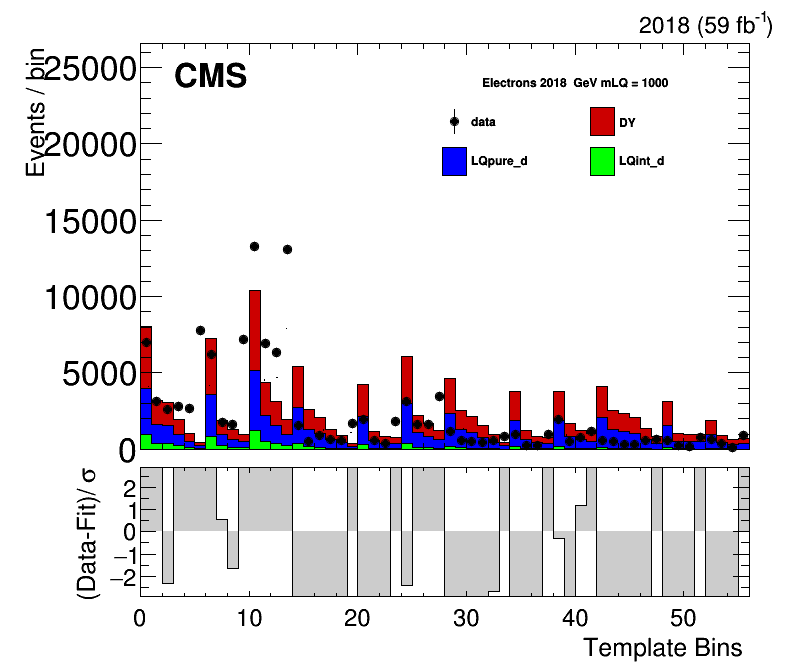 2018 (59 fb-1)
Events / bin
25000
20000
15000
10000
5000
0
CMS
Electrons 2018 GeV mLQ = 1000
data
DY
LQpure_d
LQint_d
(Data-Fit)/ σ
2
1
0
−1
−2
0 10 20 30 40 50
Template Bins